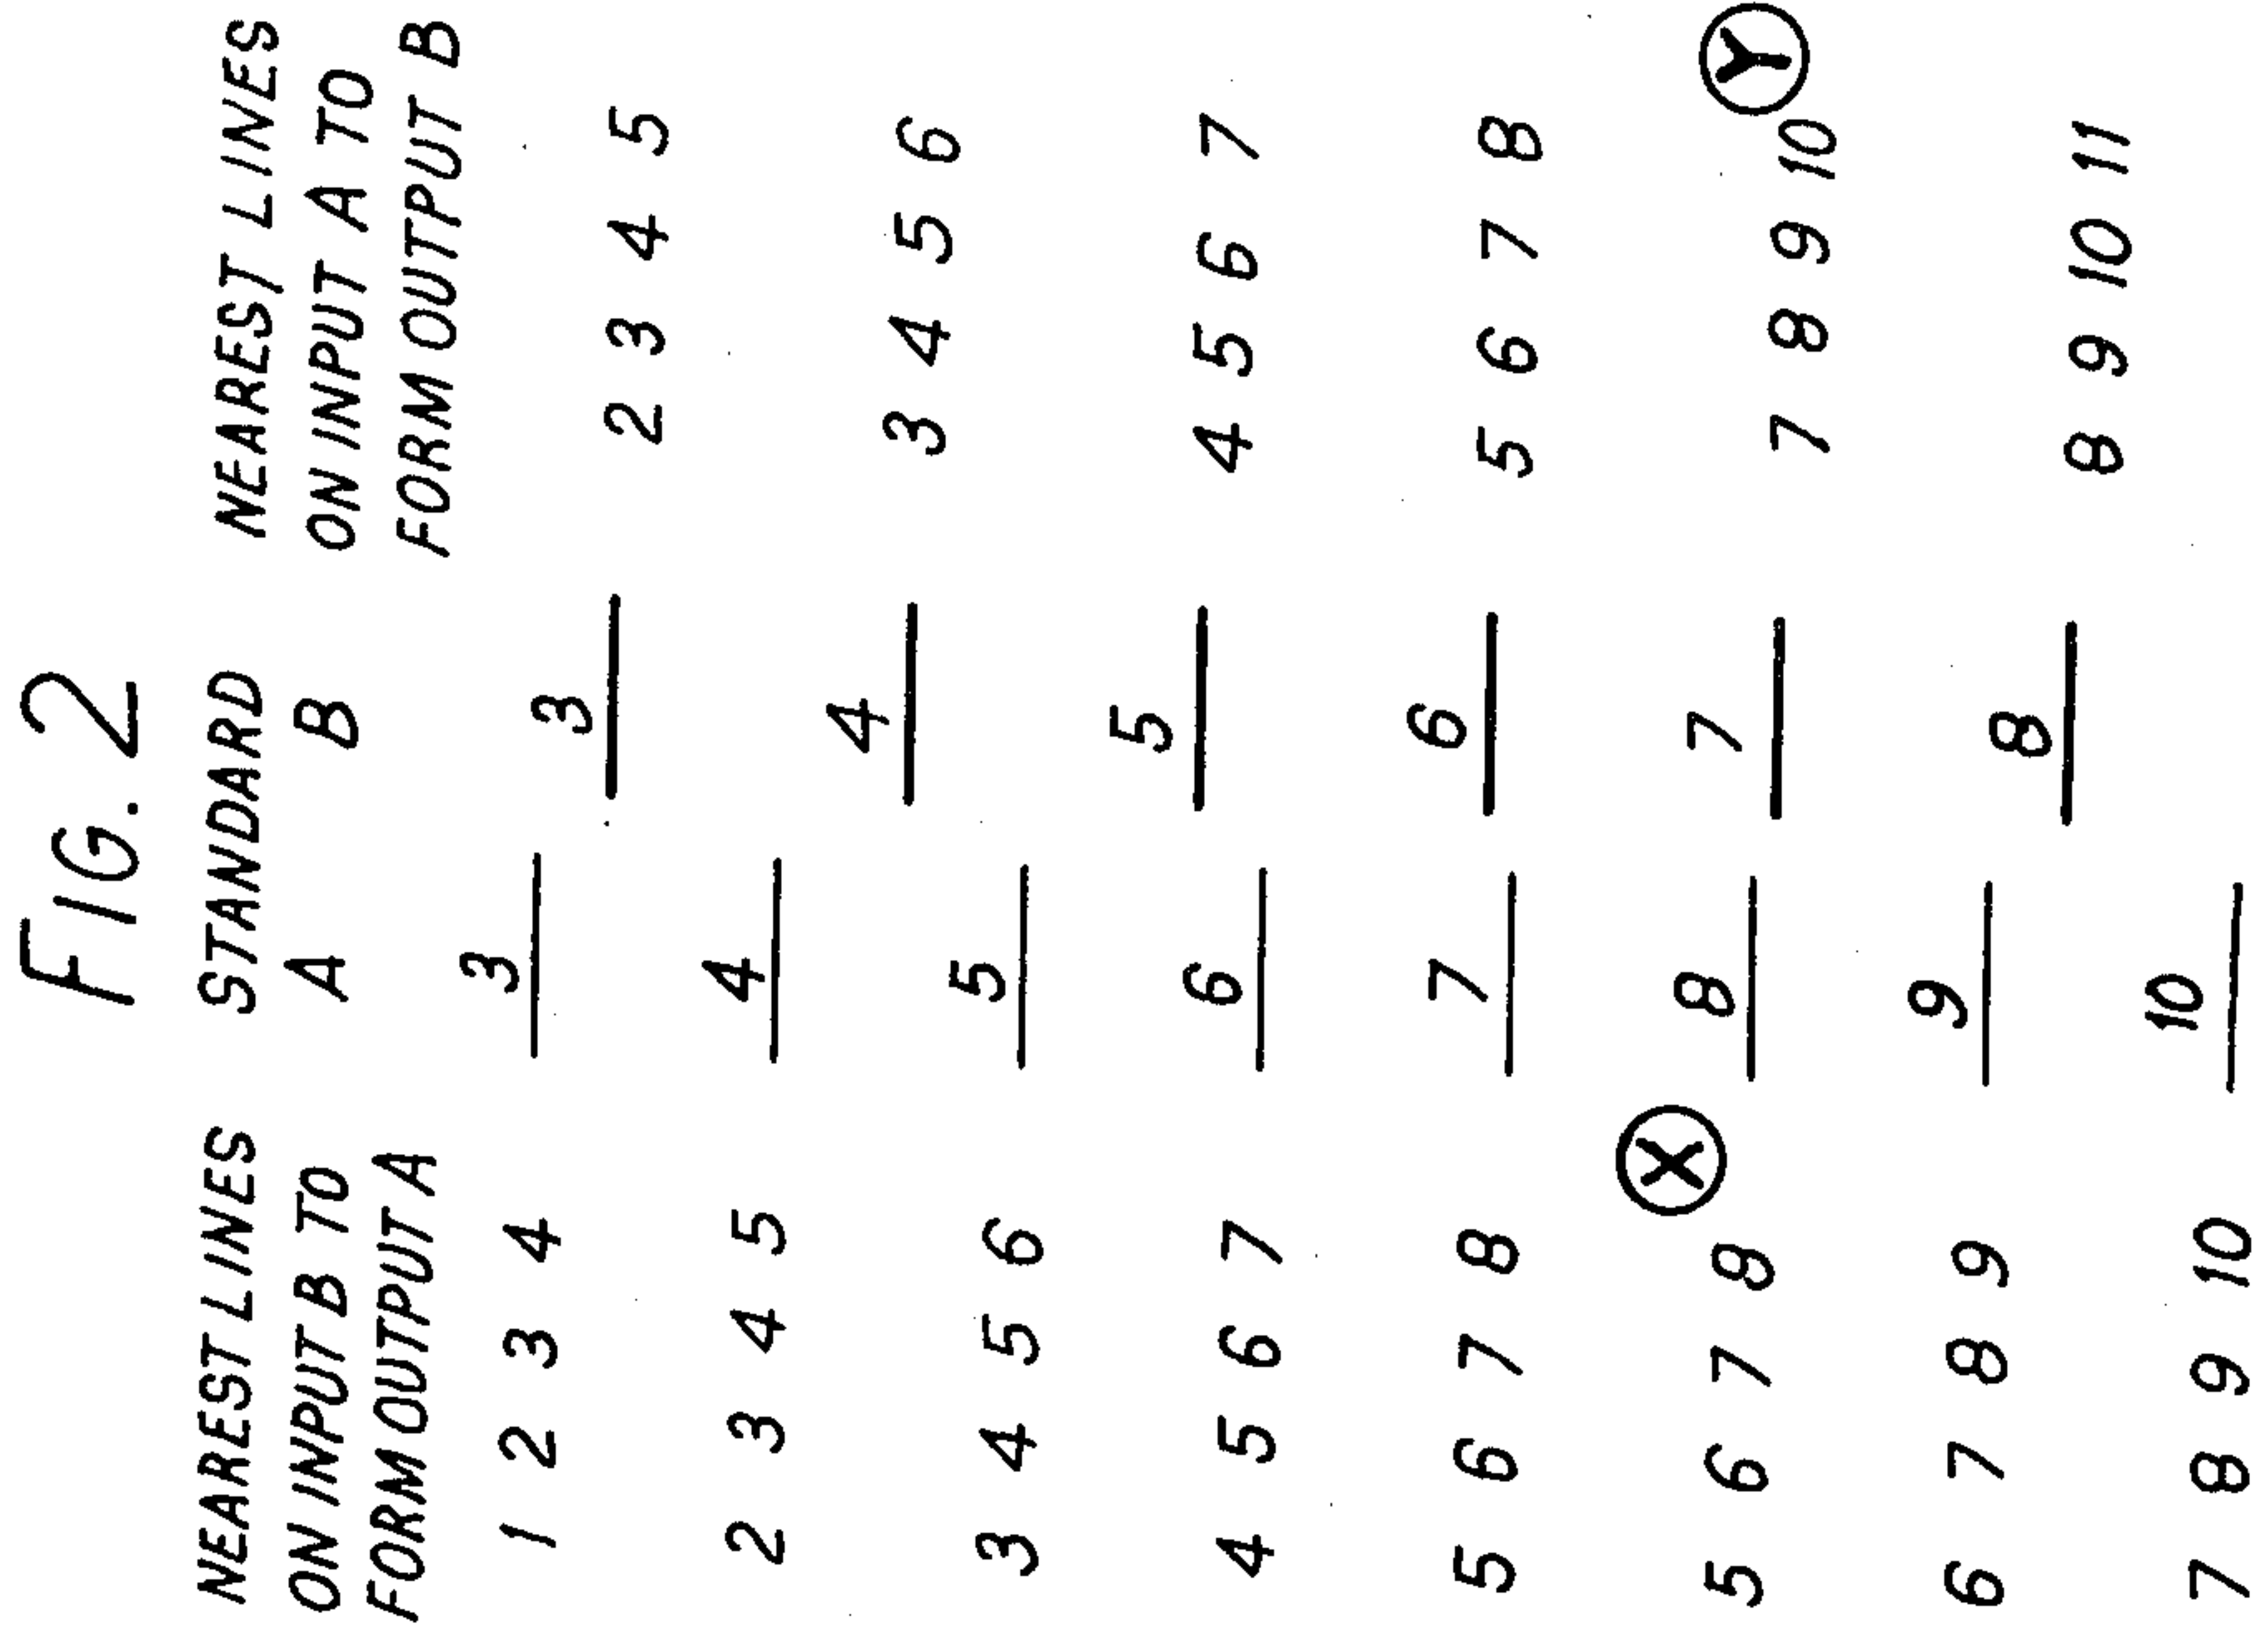 FIG. 2
NEAREST LINES STANDARD NEAREST LINES
ON INPUT B TO A B ON INPUT A TO
FORM OUTPUT A FORM OUTPUT B
3
1 2 3 4 3
2 3 4 5
4
2 3 4 5
4
3 4 5 6
5
3 4 5 6
5
6
4 5 6 7
4 5 6 7
6
7
5 6 7 8
5 6 7 8
X
8 7 Y
5 6 7 8
7 8 9 10
9
6 7 8 9
8
8 9 10 11
10
7 8 9 10